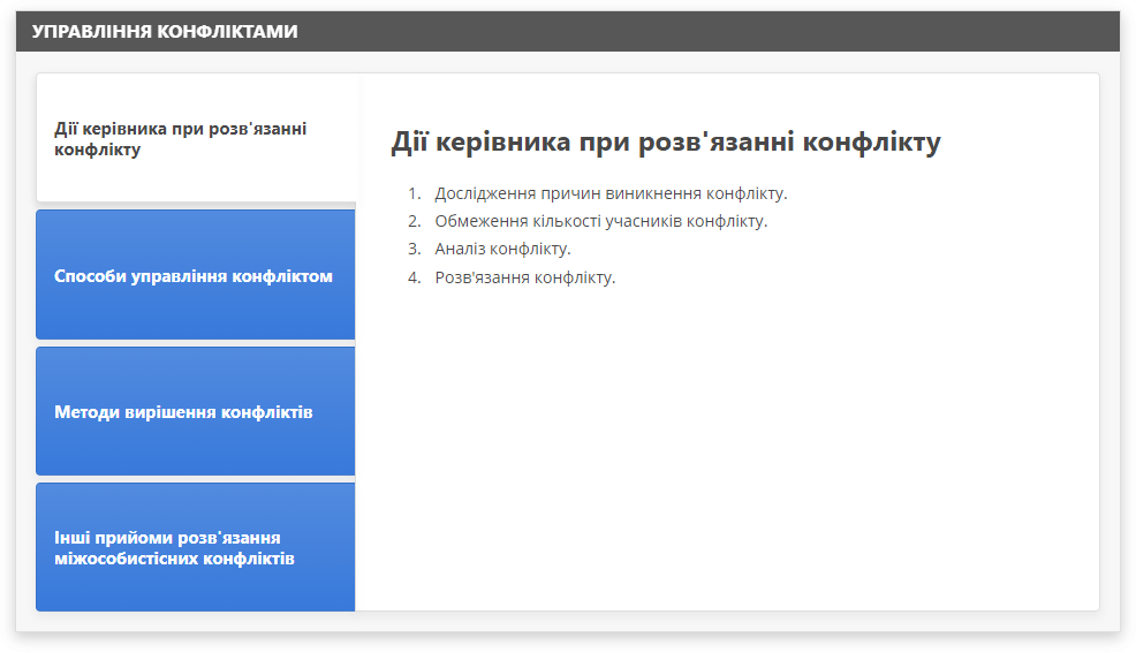 УПРАВЛІННЯ КОНФЛІКТАМИ
Дії керівника при розв'язанні
конфлікту
Способи управління конфліктом
Методи вирішення конфліктів
Інші прийоми розв'язання
міжособистісних конфліктів
Дії керівника при розв'язанні конфлікту
1. Дослідження причин виникнення конфлікту.
2. Обмеження кількості учасників конфлікту.
3. Аналіз конфлікту.
4. Розв'язання конфлікту.